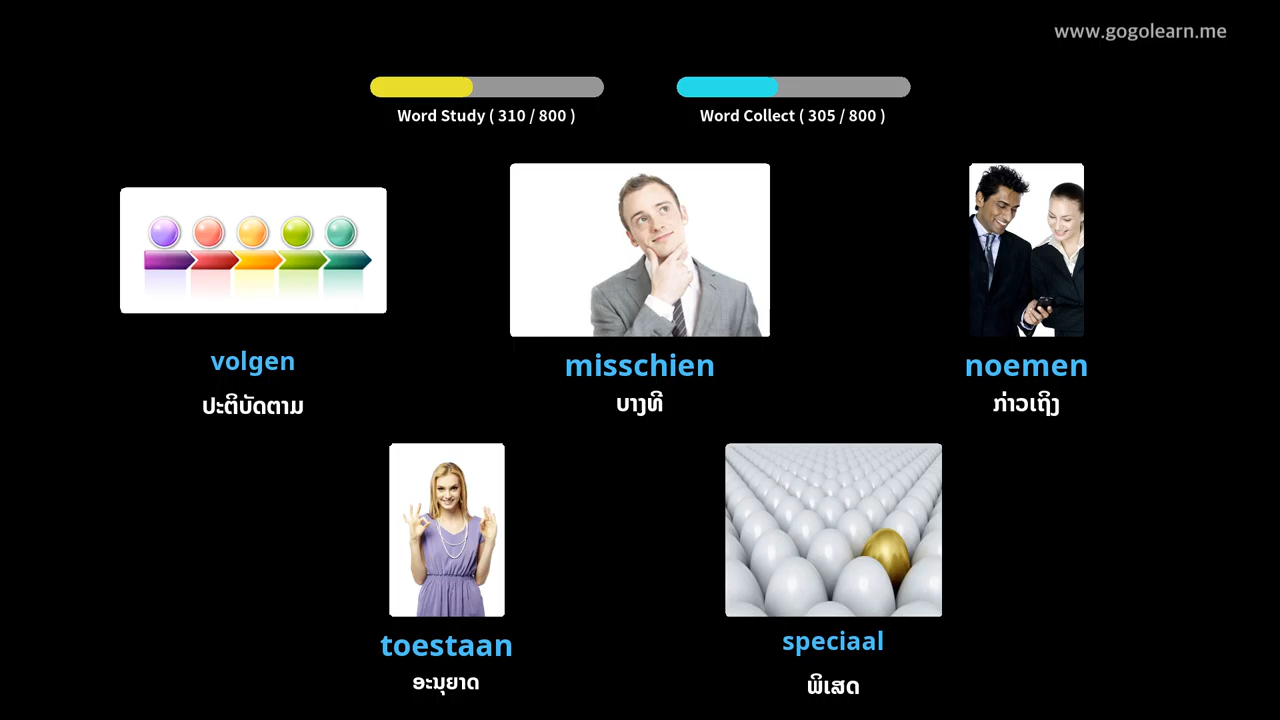 www.gogolearn.me
Word Study ( 310 / 800 )
Word Collect ( 305 / 800 )
volgen
ປະຕິບັດຕາມ
misschien
ບາງທີ
noemen
ກ່າວເຖິງ
toestaan
ອະນຸຍາດ
speciaal
ພິເສດ